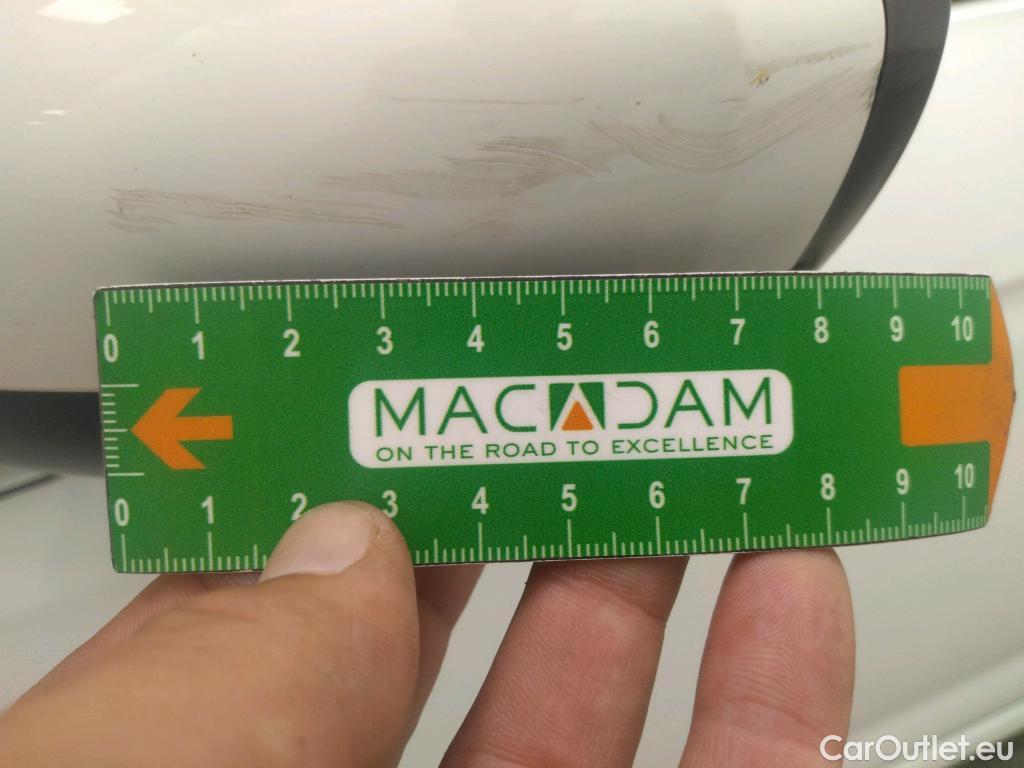 0 1 2 3 4 5 6 7 8 9 10
MACADAM
ON THE ROAD TO EXCELLENCE
0 1 2 3 4 5 6 7 8 9 10
CarOutlet.eu